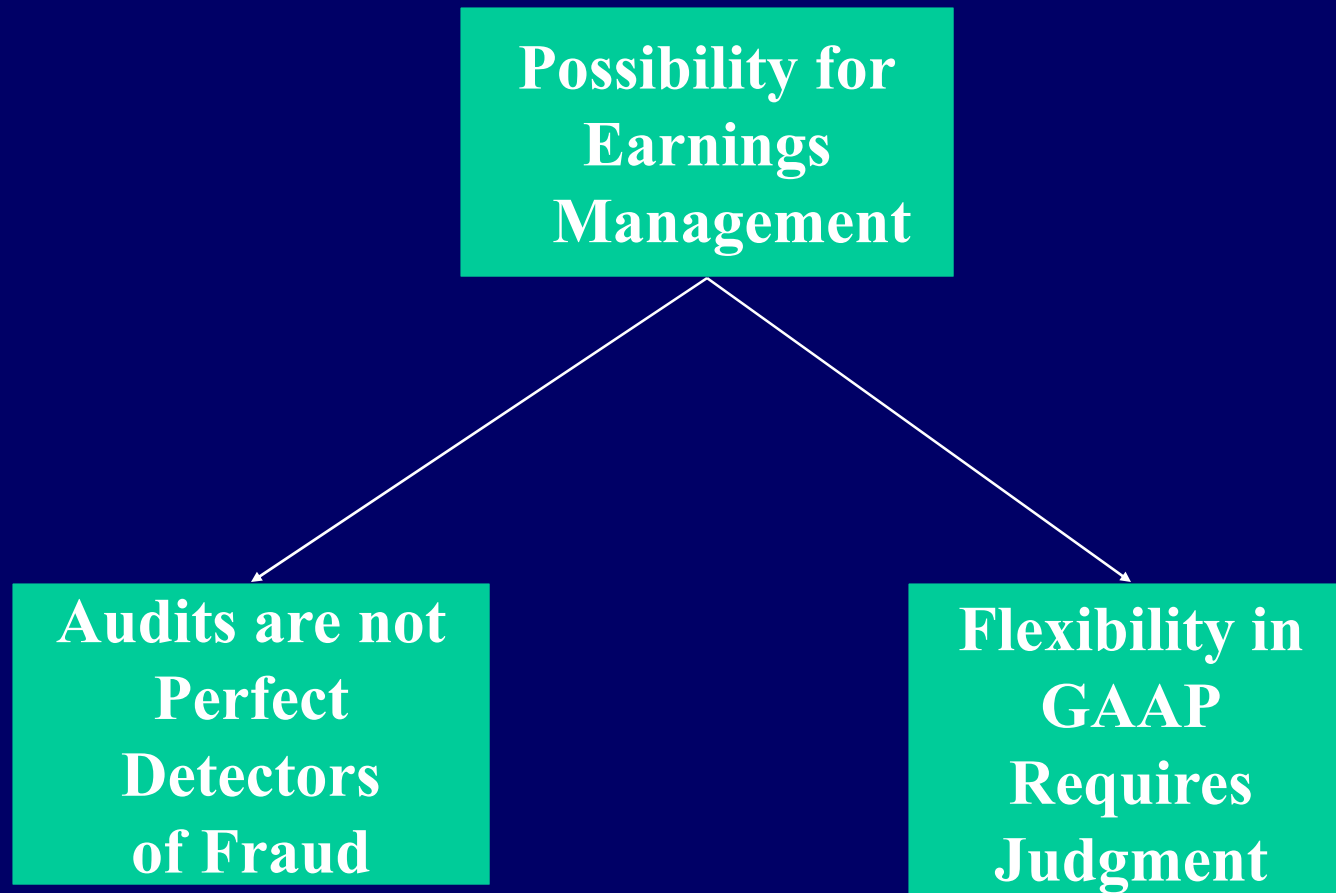 Possibility for
Earnings
Management
Audits are not
Perfect
Detectors
of Fraud
Flexibility in
GAAP
Requires
Judgment